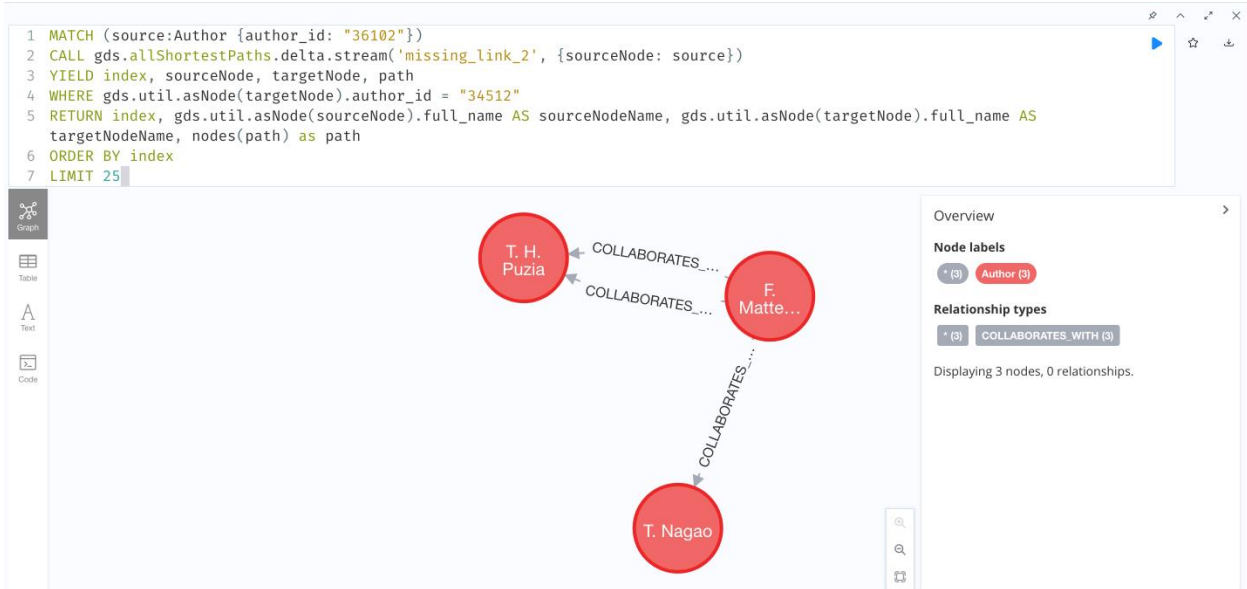 1 MATCH (source:Author {author_id: "36102"})
2 CALL gds.allShortestPaths.delta.stream('missing_link_2', {sourceNode: source})
3 YIELD index, sourceNode, targetNode, path
4 WHERE gds.util.asNode(targetNode).author_id = "34512"
5 RETURN index, gds.util.asNode(sourceNode).full_name AS sourceNodeName, gds.util.asNode(targetNode).full_name AS
targetNodeName, nodes(path) as path
6 ORDER BY index
7 LIMIT 25
Graph
Table
Text
Code
T. H.
Puzia
COLLABORATES_...
COLLABORATES_...
F.
Matte...
COLLABORATES_...
T. Nagao
Overview
Node labels
* (3) Author (3)
Relationship types
* (3) COLLABORATES_WITH (3)
Displaying 3 nodes, 0 relationships.